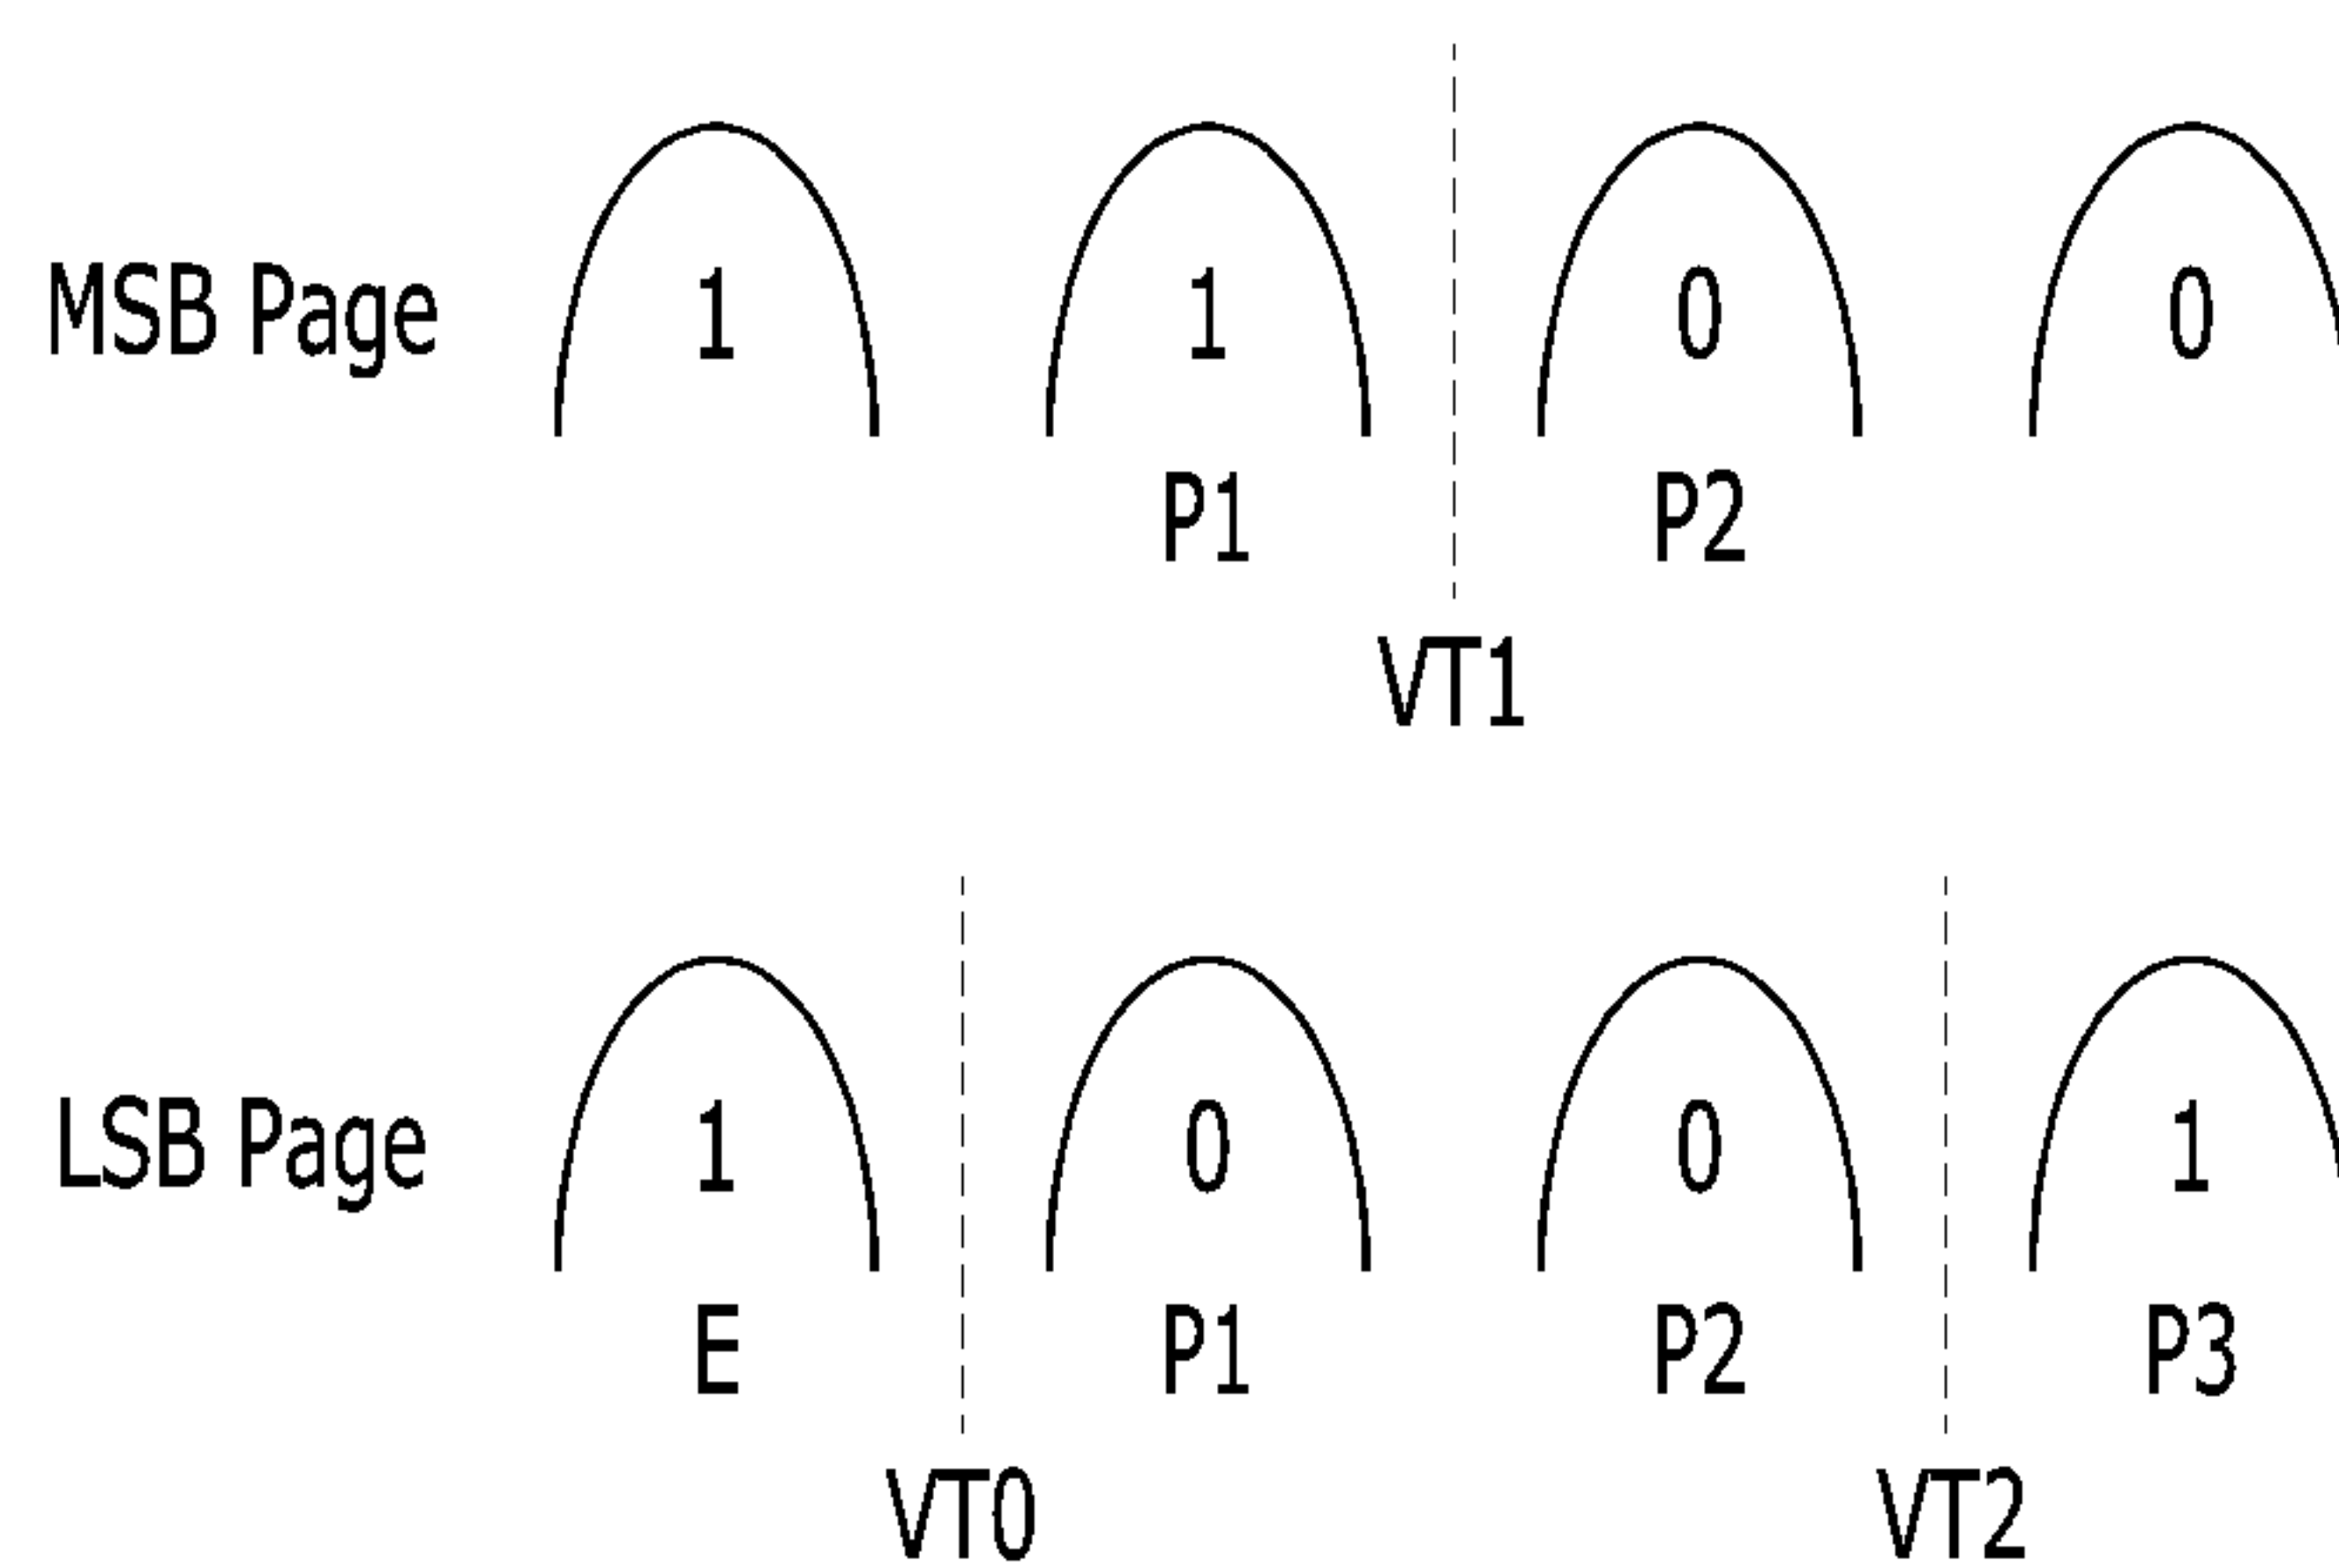 MSB Page 1 1 0 0
P1 P2
VT1
LSB Page 1 0 0 1
E P1 P2 P3
VT0 VT2